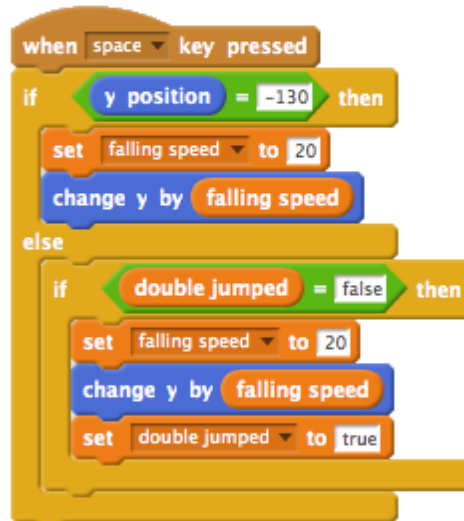 when space key pressed
if y position = -130 then
set falling speed to 20
change y by falling speed
else
if double jumped = false then
set falling speed to 20
change y by falling speed
set double jumped to true